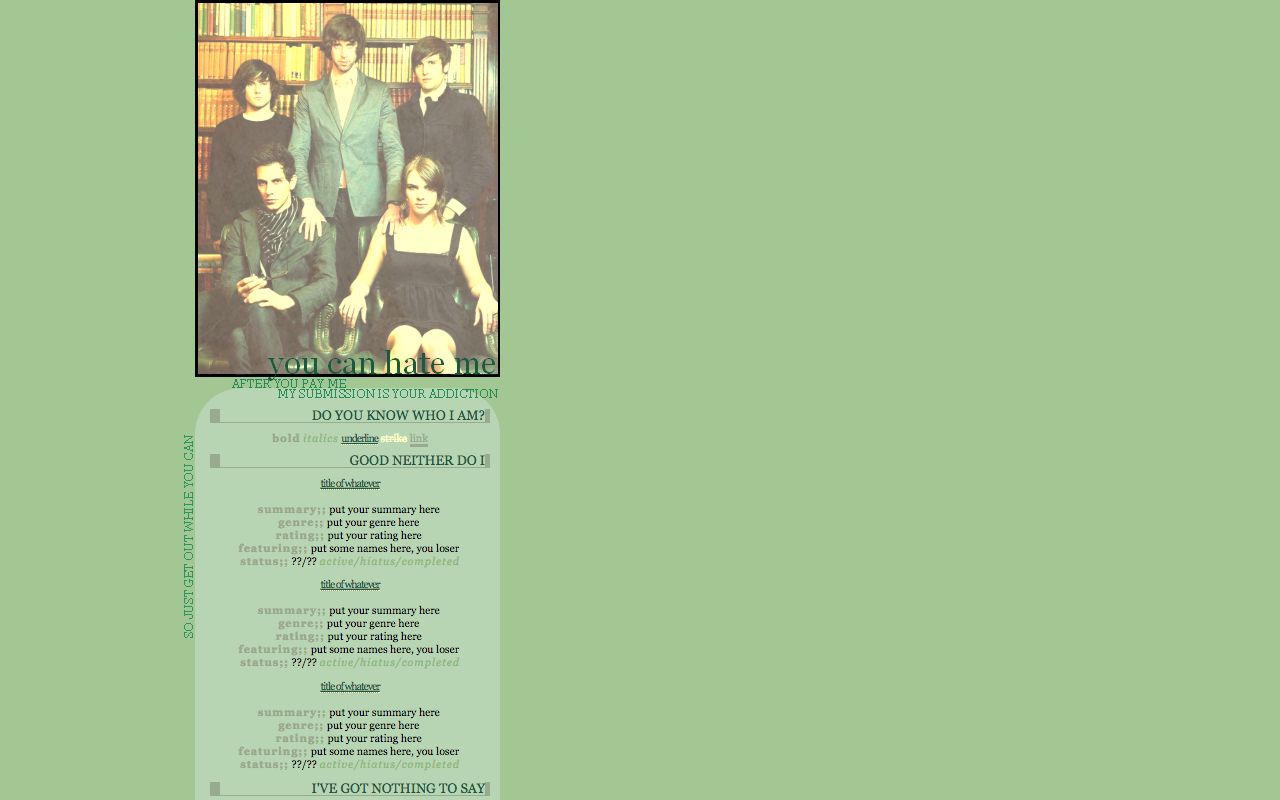 you can hate me
AFTER YOU PAY ME
MY SUBMISSION IS YOUR ADDICTION
SO JUST GET OUT WHILE YOU CAN
DO YOU KNOW WHO I AM?
bold italics underline strike link
GOOD NEITHER DO I
title of whatever
summary;; put your summary here
genre;; put your genre here
rating;; put your rating here
featuring;; put some names here, you loser
status;; ??/?? active/hiatus/completed
title of whatever
summary;; put your summary here
genre;; put your genre here
rating;; put your rating here
featuring;; put some names here, you loser
status;; ??/?? active/hiatus/completed
title of whatever
summary;; put your summary here
genre;; put your genre here
rating;; put your rating here
featuring;; put some names here, you loser
status;; ??/?? active/hiatus/completed
I'VE GOT NOTHING TO SAY